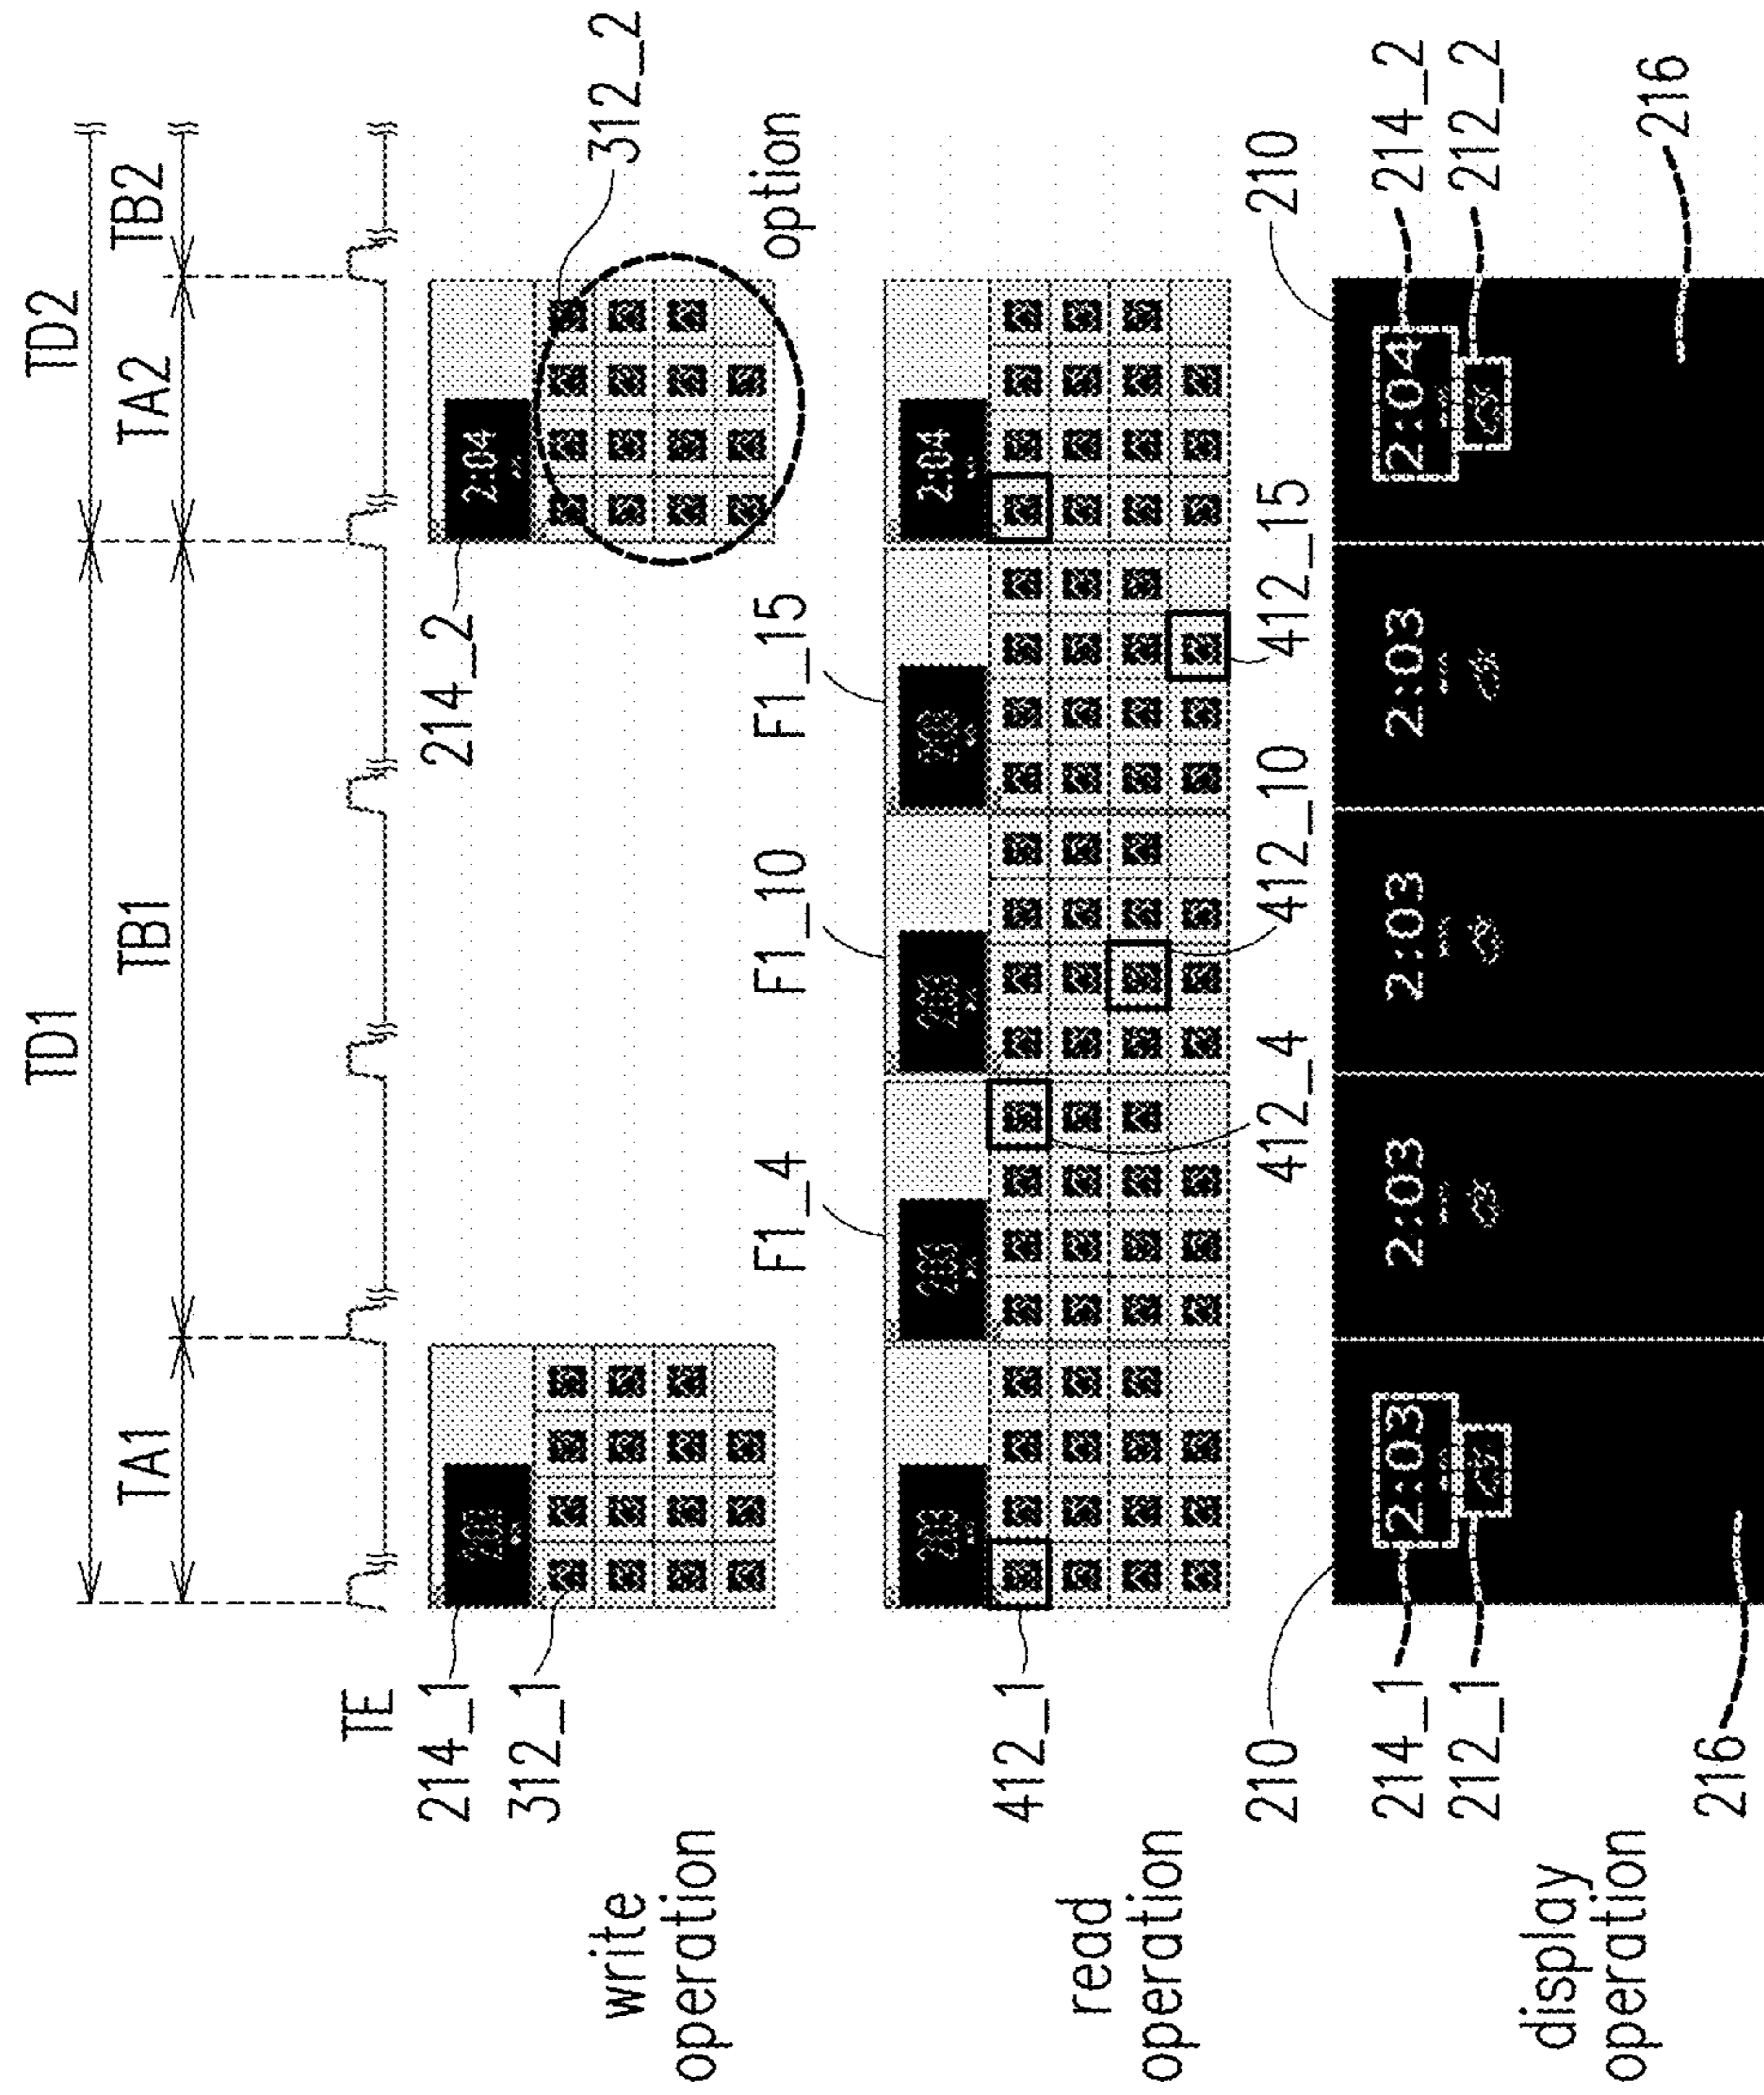 TD1 TD2
TA1 TB1 TA2 TB2
TE
214_1
312_1
write
operation
2:04
214_2
312_2
option
F1_4 F1_10 F1_15
2:04
412_1
read
operation
412_4 412_10 412_15
210 210
2:03 2:03 2:03 2:03 2:04
214_1
212_1
216
display
operation
214_2
212_2
216